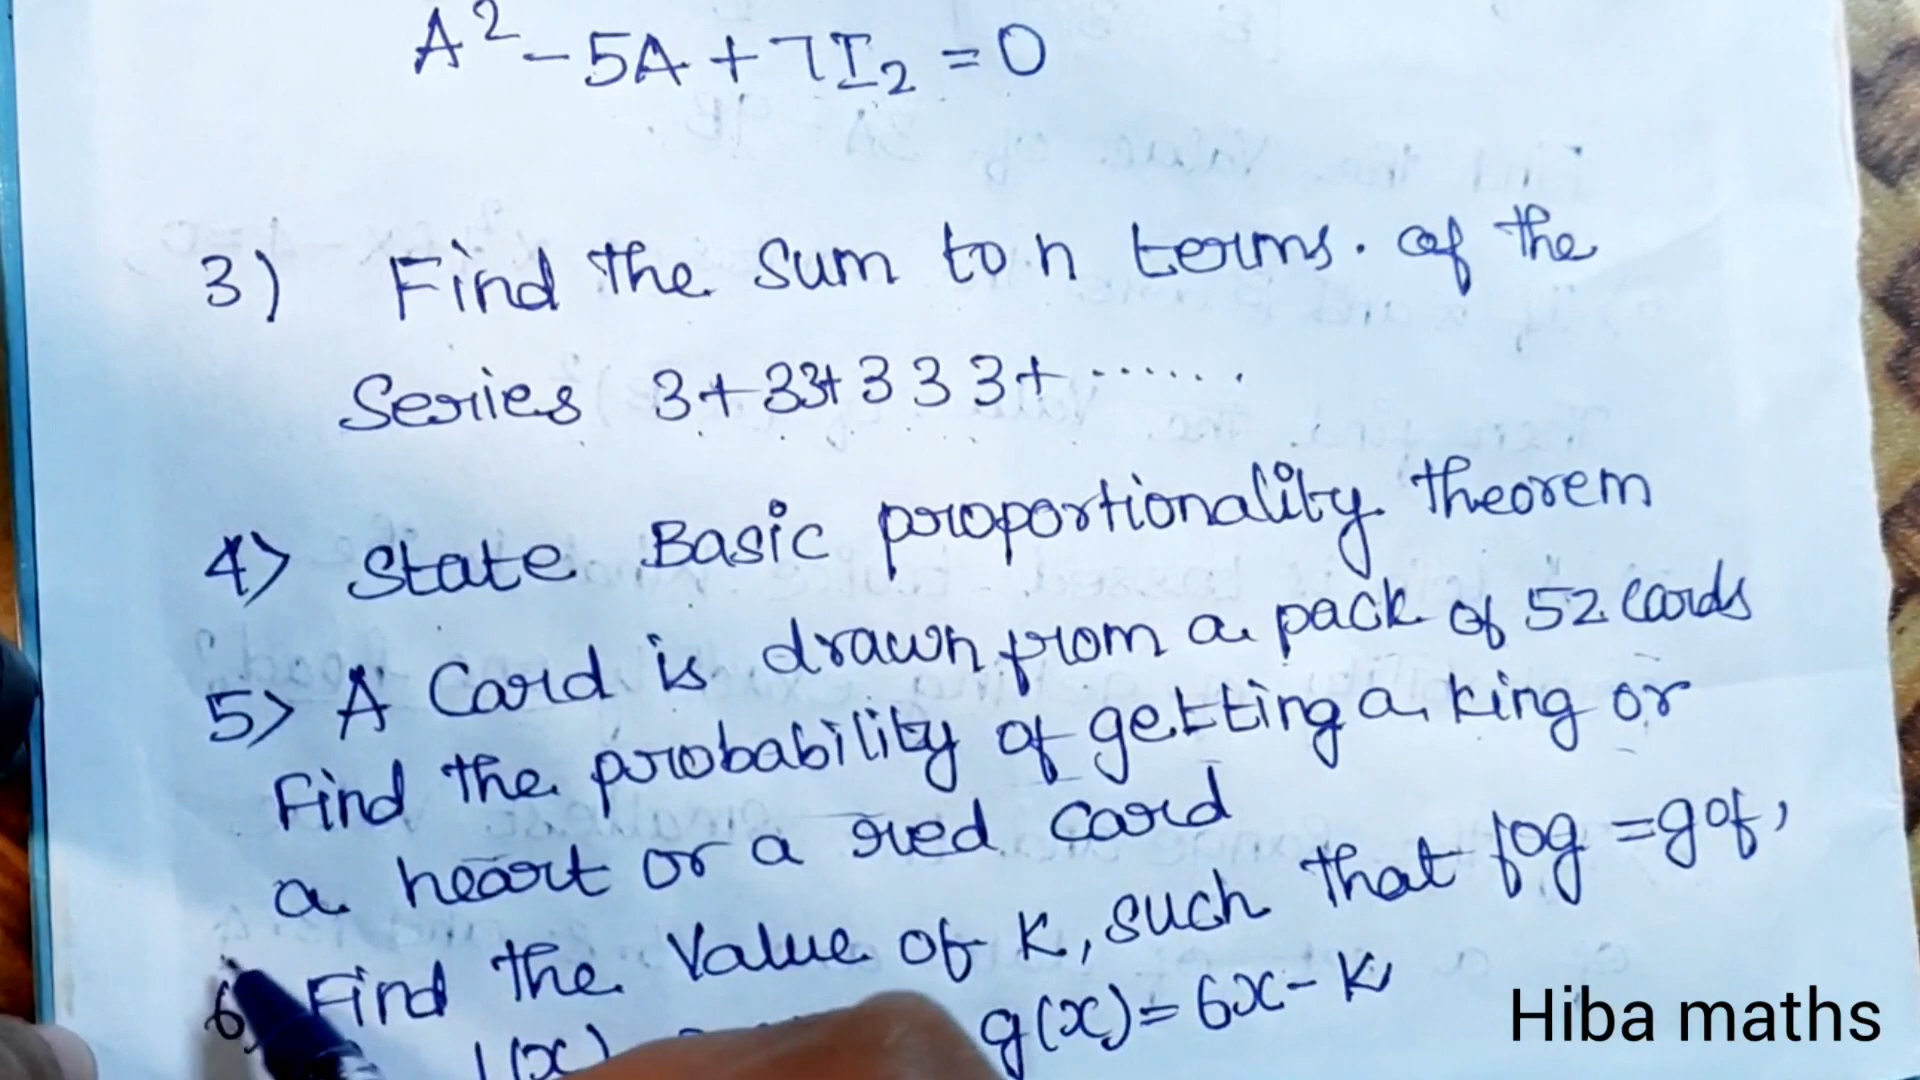 A² - 5A + 7I₂ = 0
3) Find the sum to n terms. of the
Series 3+33+333+.......
4) State Basic proportionality theorem
5) A Card is drawn from a pack of 52 cards
Find the probability of getting a king or
a heart or a red card
6) Find the Value of K, such that fog = gof,
g(x) = 6x - K
Hiba maths